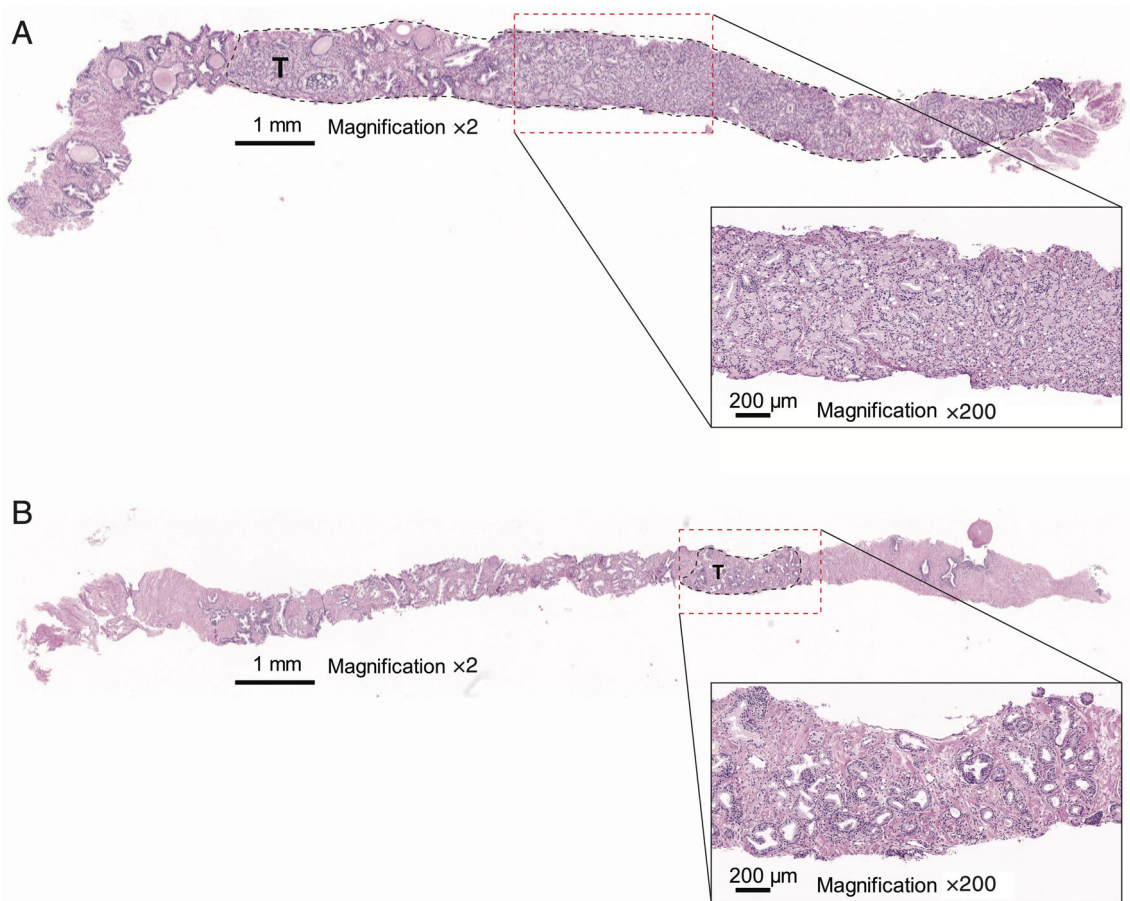 A
T
1 mm Magnification ×2
200 µm Magnification ×200
B
T
1 mm Magnification ×2
200 µm Magnification ×200